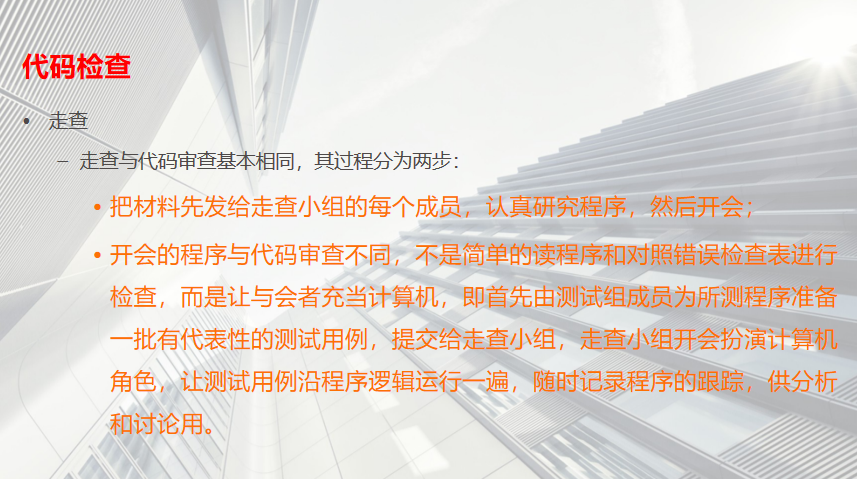 代码检查
• 走查
– 走查与代码审查基本相同，其过程分为两步：
• 把材料先发给走查小组的每个成员，认真研究程序，然后开会；
• 开会的程序与代码审查不同，不是简单的读程序和对照错误检查表进行
检查，而是让与会者充当计算机，即首先由测试组成员为所测程序准备
一批有代表性的测试用例，提交给走查小组，走查小组开会扮演计算机
角色，让测试用例沿程序逻辑运行一遍，随时记录程序的跟踪，供分析
和讨论用。